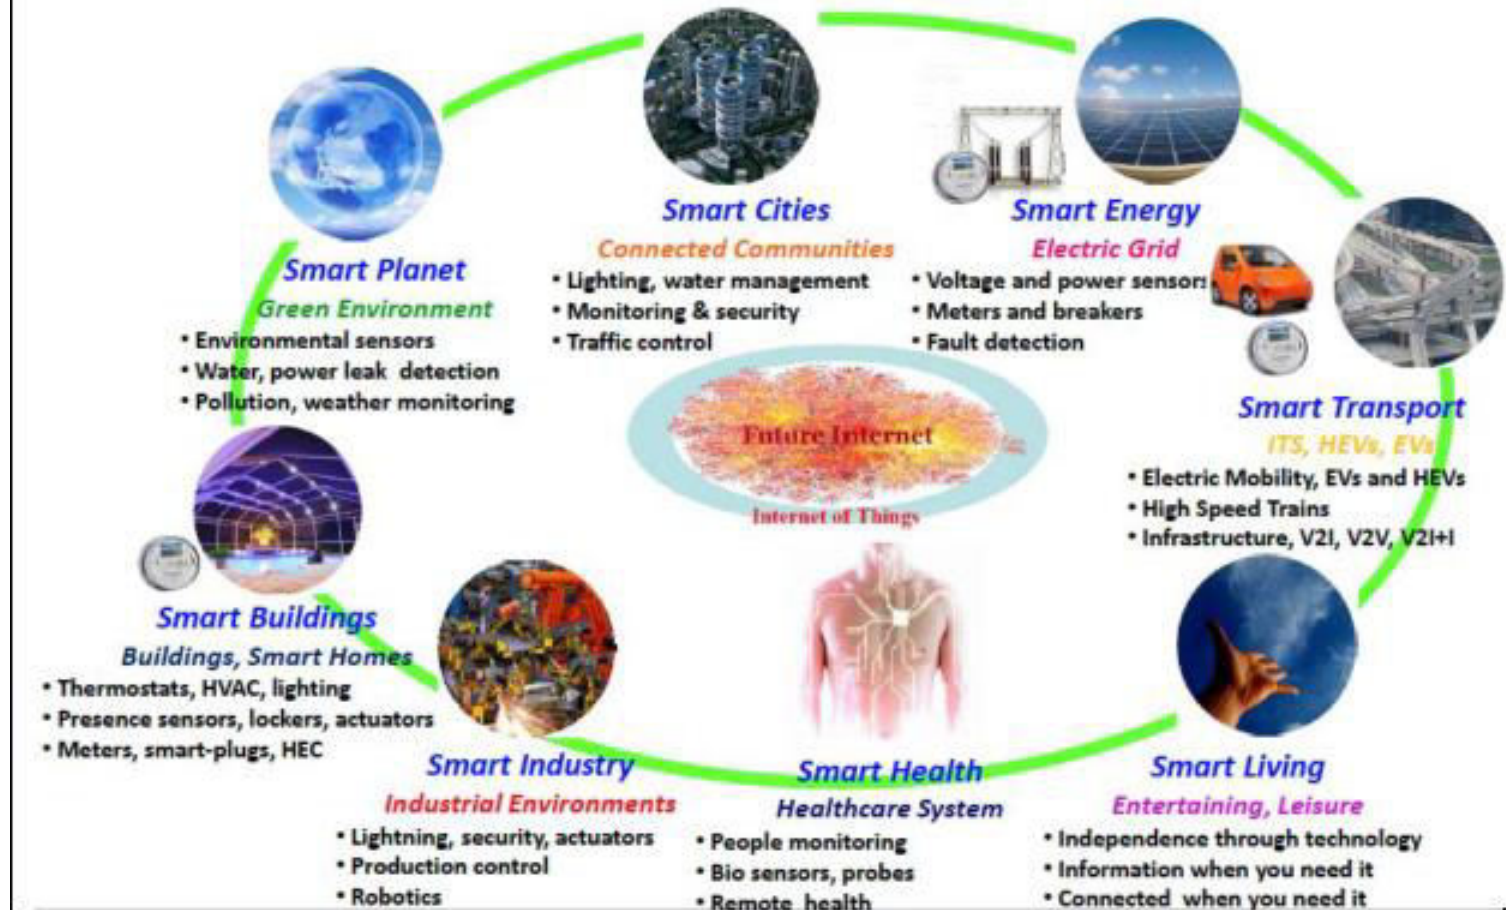 Smart Planet
Green Environment
• Environmental sensors
• Water, power leak detection
• Pollution, weather monitoring
Smart Cities
Connected Communities
• Lighting, water management
• Monitoring & security
• Traffic control
Smart Energy
Electric Grid
• Voltage and power sensors
• Meters and breakers
• Fault detection
Smart Transport
ITS, HEVs, EVs
• Electric Mobility, EVs and HEVs
• High Speed Trains
• Infrastructure, V2I, V2V, V2I+I
Future Internet
Internet of Things
Smart Buildings
Buildings, Smart Homes
• Thermostats, HVAC, lighting
• Presence sensors, lockers, actuators
• Meters, smart-plugs, HEC
Smart Industry
Industrial Environments
• Lightning, security, actuators
• Production control
• Robotics
Smart Health
Healthcare System
• People monitoring
• Bio sensors, probes
• Remote health
Smart Living
Entertaining, Leisure
• Independence through technology
• Information when you need it
• Connected when you need it